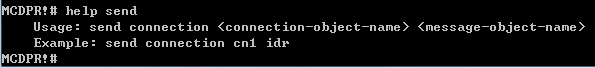 MCDPR!# help send
Usage: send connection <connection-object-name> <message-object-name>
Example: send connection cn1 idr
MCDPR!#